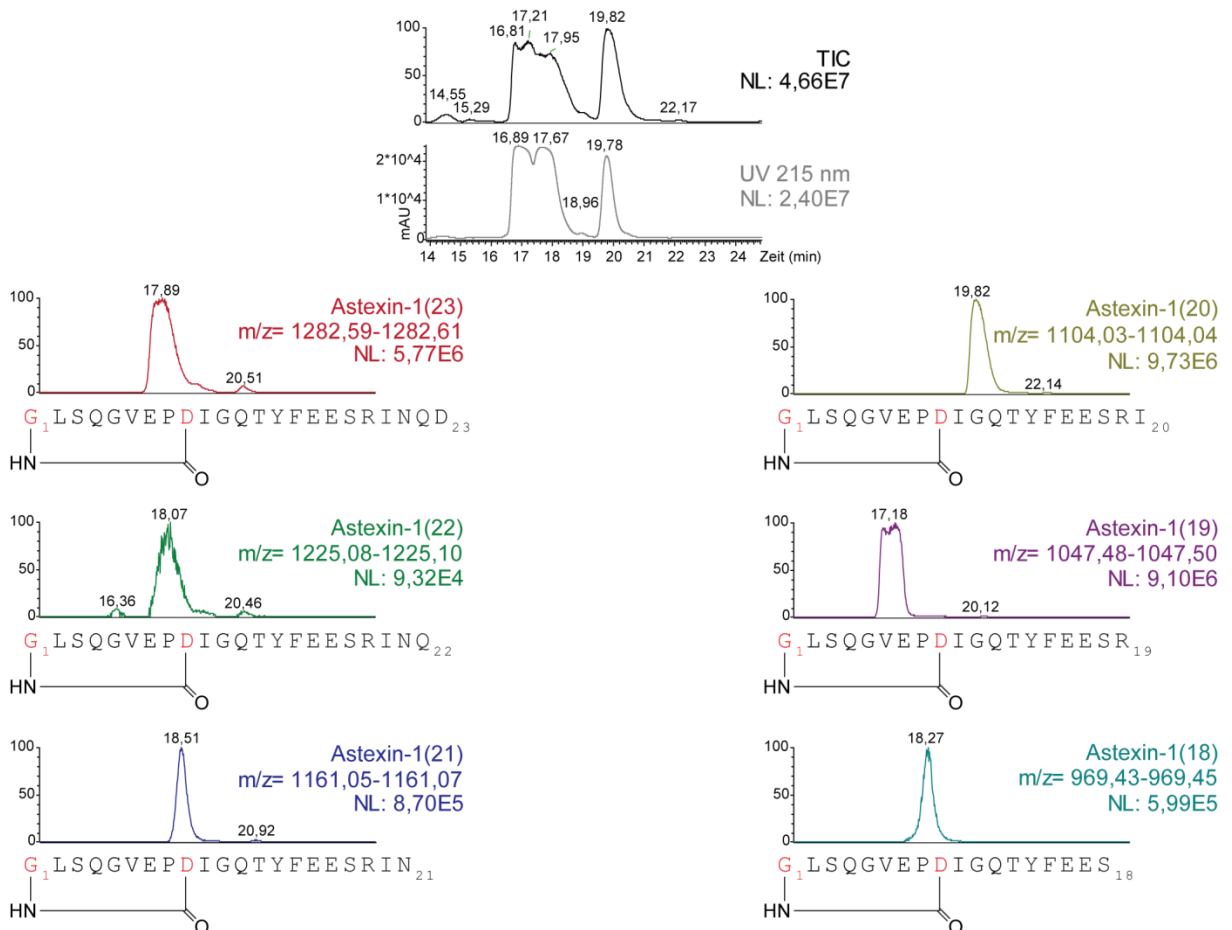 17,21
19,82
16,81
17,95
100
TIC
NL: 4,66E7
50
14,55
15,29
22,17
0
16,89
17,67
19,78
2*10^4
UV 215 nm
NL: 2,40E7
1*10^4
18,96
mAU
0
14 15 16 17 18 19 20 21 22 23 24 Zeit (min)
100
17,89
Astexin-1(23)
m/z= 1282,59-1282,61
NL: 5,77E6
50
20,51
0
G1LSQGVEPDIGQTYFEESRINQD23
HN
O
100
19,82
Astexin-1(20)
m/z= 1104,03-1104,04
NL: 9,73E6
50
22,14
0
G1LSQGVEPDIGQTYFEESRI20
HN
O
100
18,07
Astexin-1(22)
m/z= 1225,08-1225,10
NL: 9,32E4
50
16,36
20,46
0
G1LSQGVEPDIGQTYFEESRINQ22
HN
O
100
17,18
Astexin-1(19)
m/z= 1047,48-1047,50
NL: 9,10E6
50
20,12
0
G1LSQGVEPDIGQTYFEESR19
HN
O
100
18,51
Astexin-1(21)
m/z= 1161,05-1161,07
NL: 8,70E5
50
20,92
0
G1LSQGVEPDIGQTYFEESRIN21
HN
O
100
18,27
Astexin-1(18)
m/z= 969,43-969,45
NL: 5,99E5
50
0
G1LSQGVEPDIGQTYFEES18
HN
O